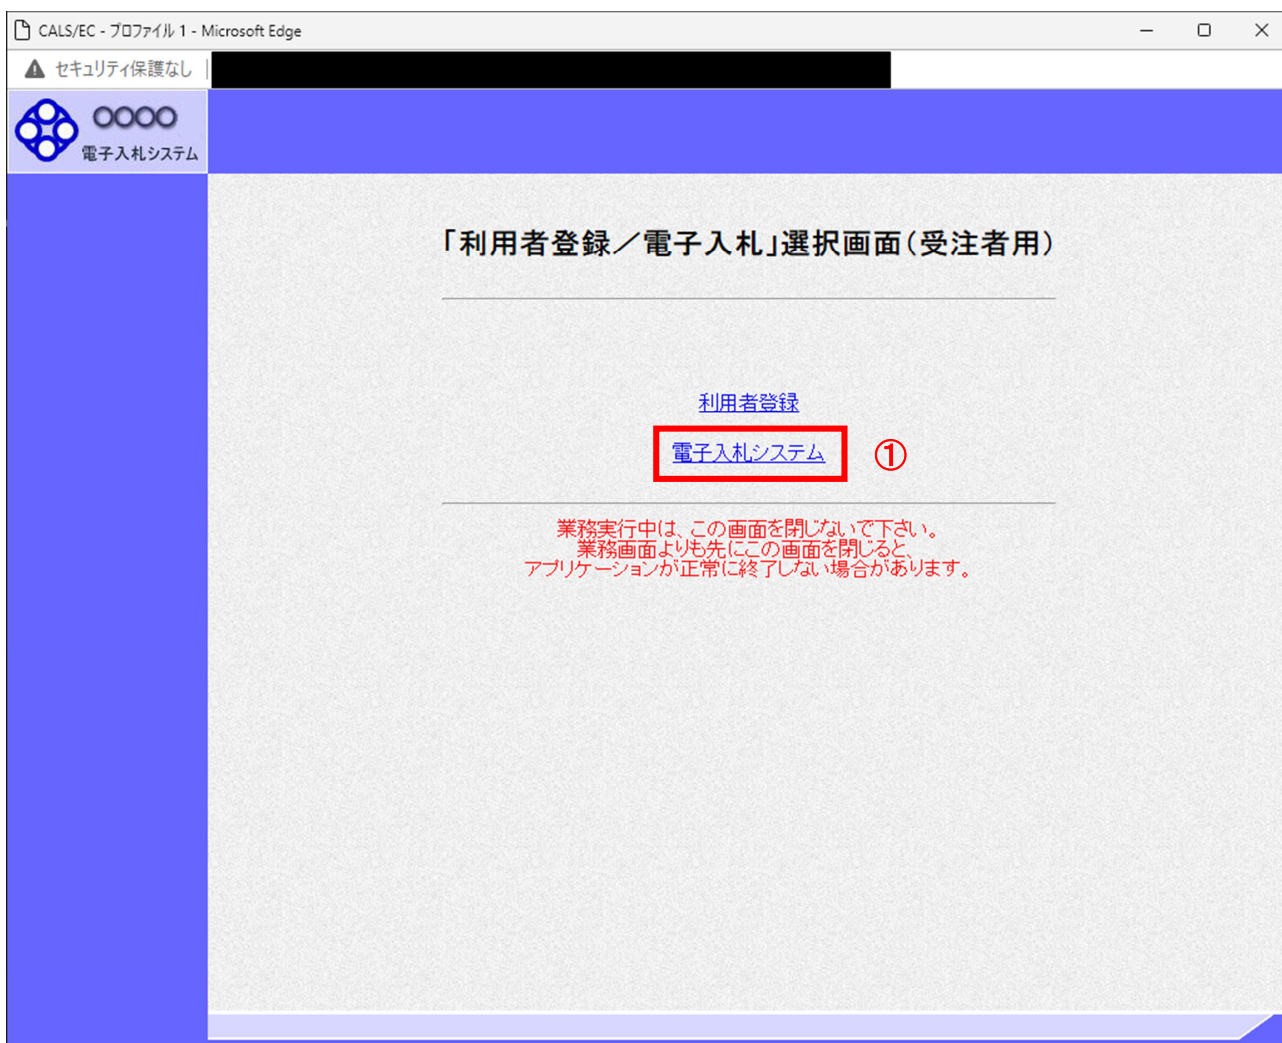 CALS/EC - プロファイル 1 - Microsoft Edge
セキュリティ保護なし
○○○○
電子入札システム
「利用者登録／電子入札」選択画面(受注者用)
利用者登録
電子入札システム ①
業務実行中は、この画面を閉じないで下さい。
業務画面よりも先にこの画面を閉じると、
アプリケーションが正常に終了しない場合があります。